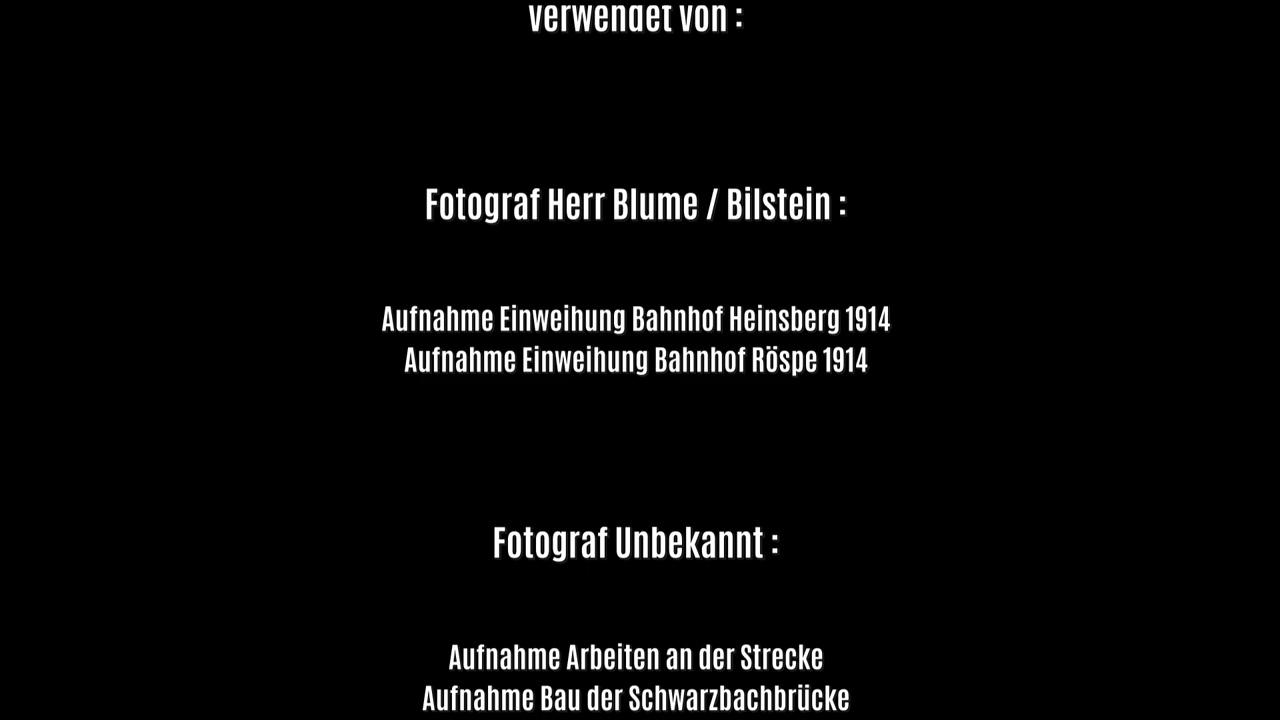 verwendet von :
Fotograf Herr Blume / Bilstein :
Aufnahme Einweihung Bahnhof Heinsberg 1914
Aufnahme Einweihung Bahnhof Röspe 1914
Fotograf Unbekannt :
Aufnahme Arbeiten an der Strecke
Aufnahme Bau der Schwarzbachbrücke